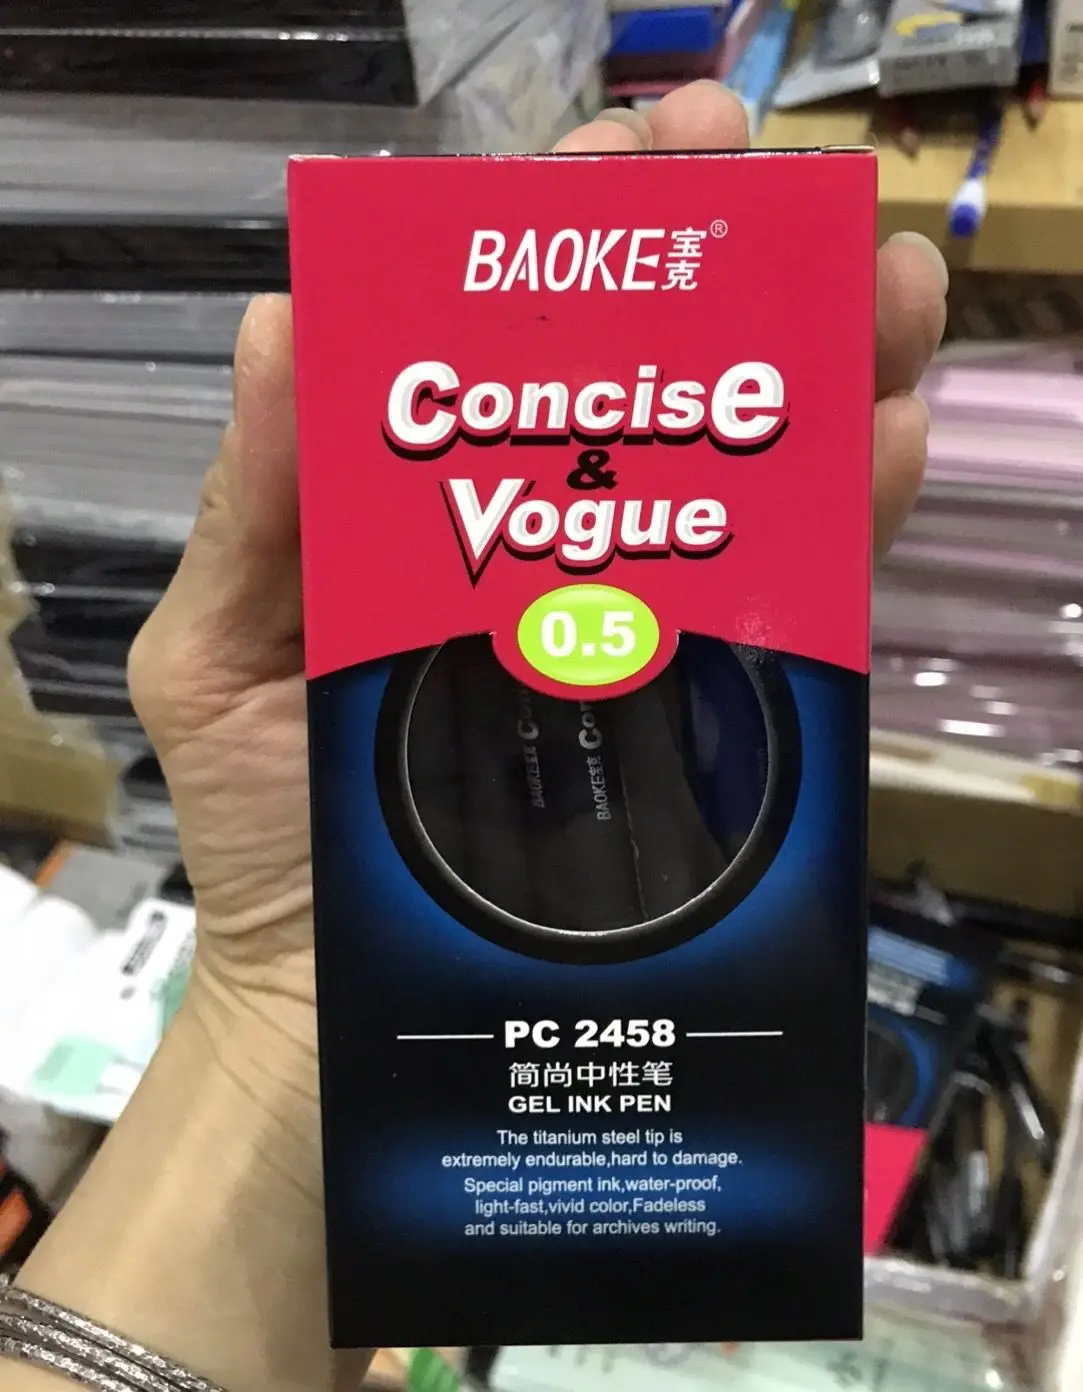 BAOKE宝克®
Concise
&
Vogue
0.5
BAOKE宝克 Con
BAOKE宝克 Con
PC 2458
简尚中性笔
GEL INK PEN
The titanium steel tip is
extremely endurable,hard to damage.
Special pigment ink,water-proof,
light-fast,vivid color,Fadeless
and suitable for archives writing.